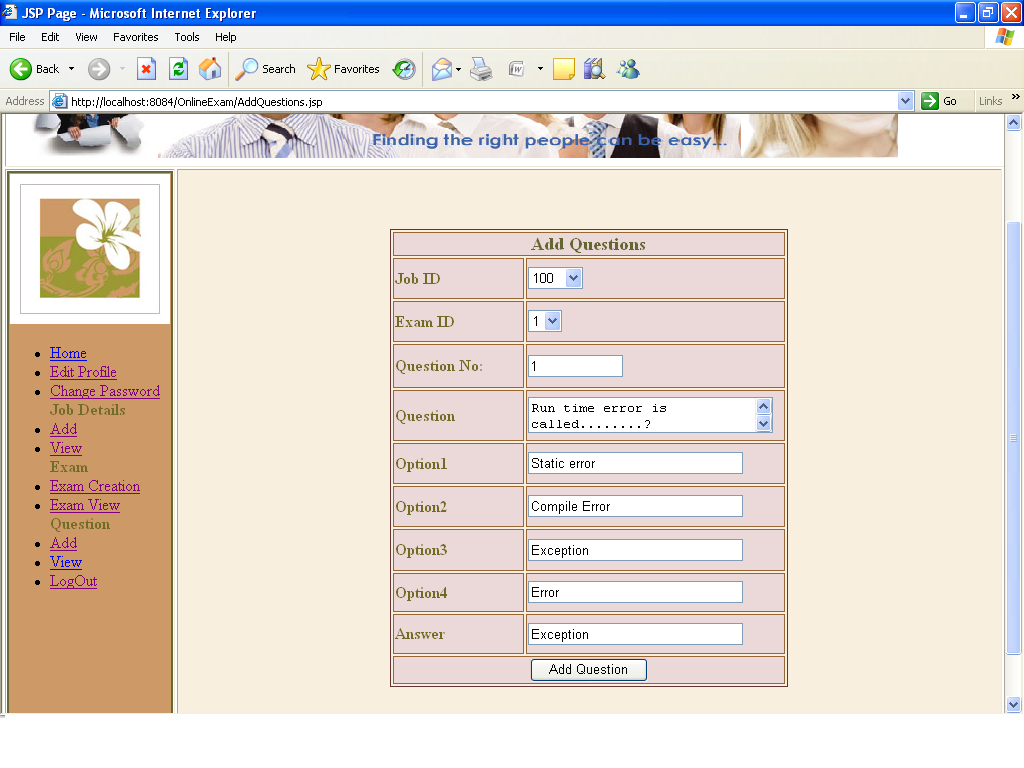 JSP Page - Microsoft Internet Explorer
File Edit View Favorites Tools Help
Back Search Favorites
Address http://localhost:8084/OnlineExam/AddQuestions.jsp Go Links »
Finding the right people can be easy...
Home
Edit Profile
Change Password
Job Details
Add
View
Exam
Exam Creation
Exam View
Question
Add
View
LogOut
Add Questions
Job ID 100
Exam ID 1
Question No: 1
Question Run time error is
called........?
Option1 Static error
Option2 Compile Error
Option3 Exception
Option4 Error
Answer Exception
Add Question